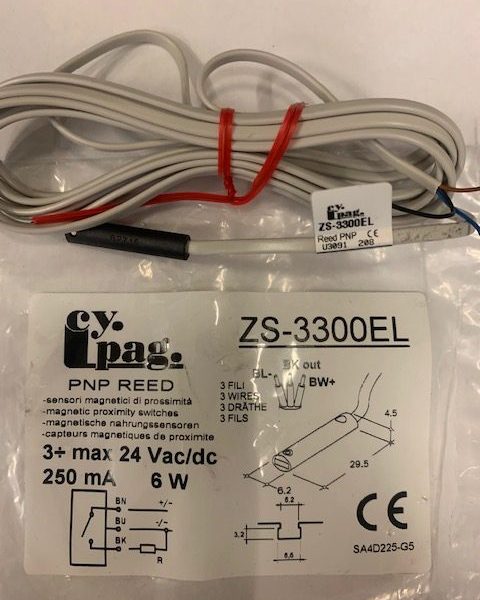 cy.
pag.
ZS-3300EL
Reed PNP CE
U3091 208
cy.
pag.
ZS-3300EL
PNP REED
-sensori magnetici di prossimità
-magnetic proximity switches
-magnetische nahrungssensoren
-capteurs magnetiques de proximite
3÷ max 24 Vac/dc
250 mA 6 W
3 FILI
3 WIRES
3 DRÄTHE
3 FILS
BK out
BL-
BW+
4.5
29.5
6.2
5,2
3,2
6,6
BN +/-
BU -/-
BK
R
CE
SA4D225-G5